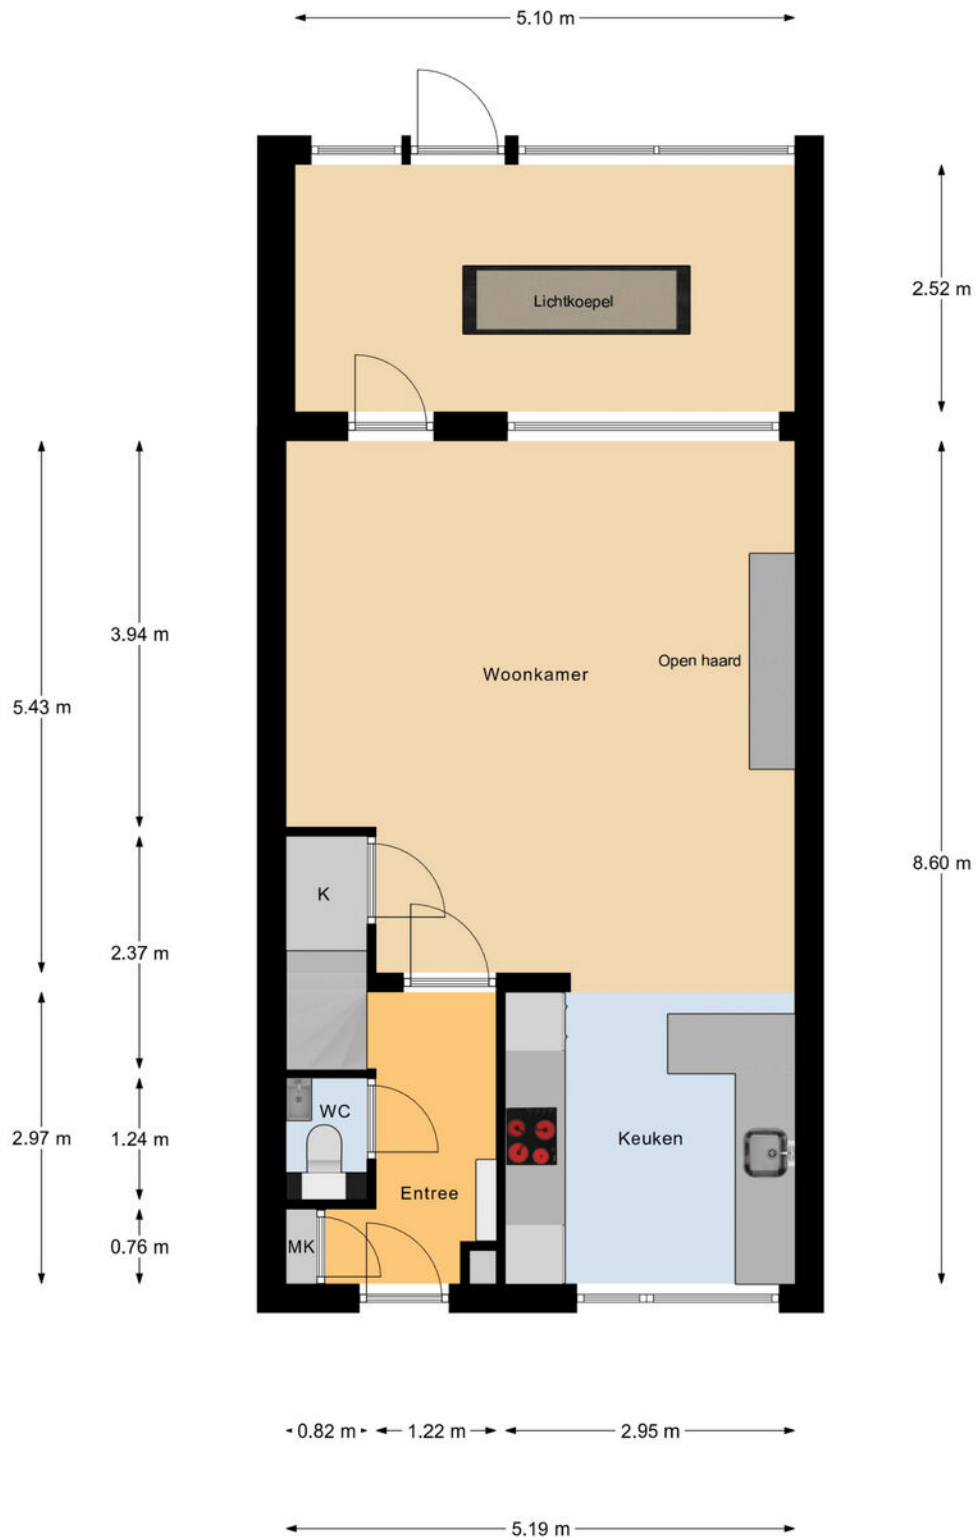 5.10 m
2.52 m
Lichtkoepel
3.94 m
Open haard
Woonkamer
5.43 m
8.60 m
K
2.37 m
WC
2.97 m
1.24 m
Keuken
Entree
MK
0.76 m
0.82 m
1.22 m
2.95 m
5.19 m